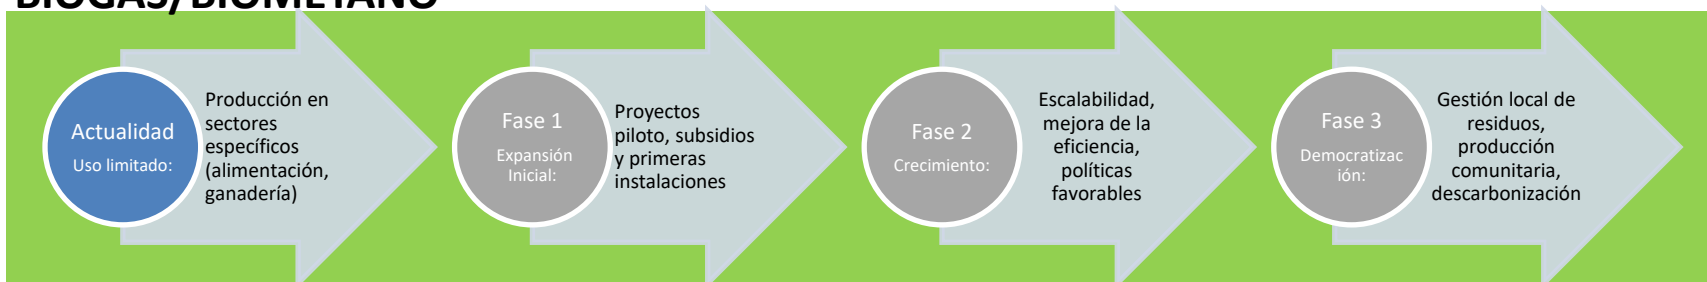 BIOGAS/BIOMETANO
Actualidad
Uso limitado:
Producción en
sectores
específicos
(alimentación,
ganadería)
Fase 1
Expansión
Inicial:
Proyectos
piloto, subsidios
y primeras
instalaciones
Fase 2
Crecimiento:
Escalabilidad,
mejora de la
eficiencia,
políticas
favorables
Fase 3
Democratizac
ión:
Gestión local de
residuos,
producción
comunitaria,
descarbonización